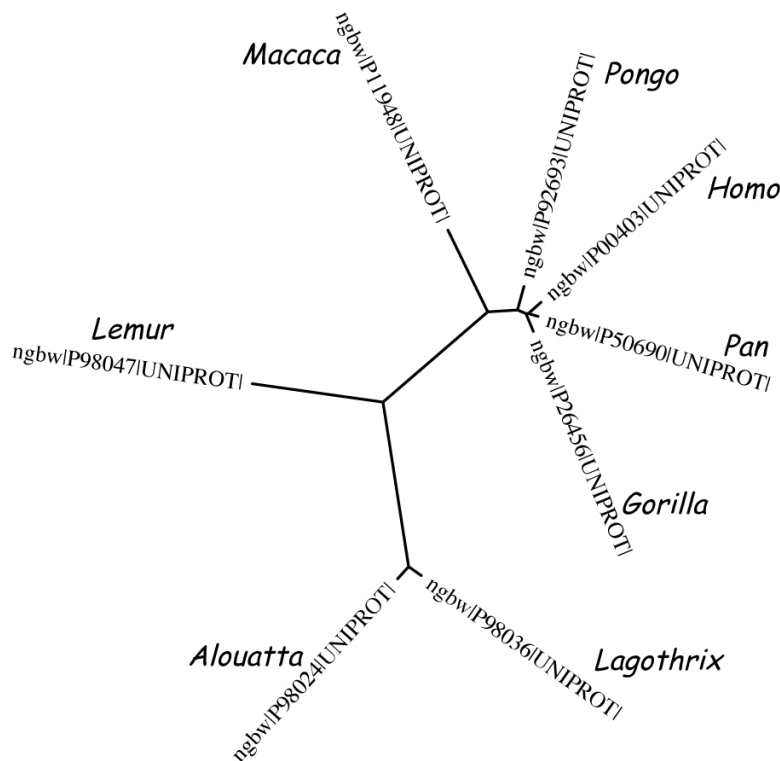 Macaca
ngbw|P11948|UNIPROT|
Pongo
ngbw|P92693|UNIPROT|
Homo
ngbw|P00403|UNIPROT|
Lemur
ngbw|P98047|UNIPROT|
Pan
ngbw|P50690|UNIPROT|
Gorilla
ngbw|P26456|UNIPROT|
Alouatta
ngbw|P98024|UNIPROT|
Lagothrix
ngbw|P98036|UNIPROT|